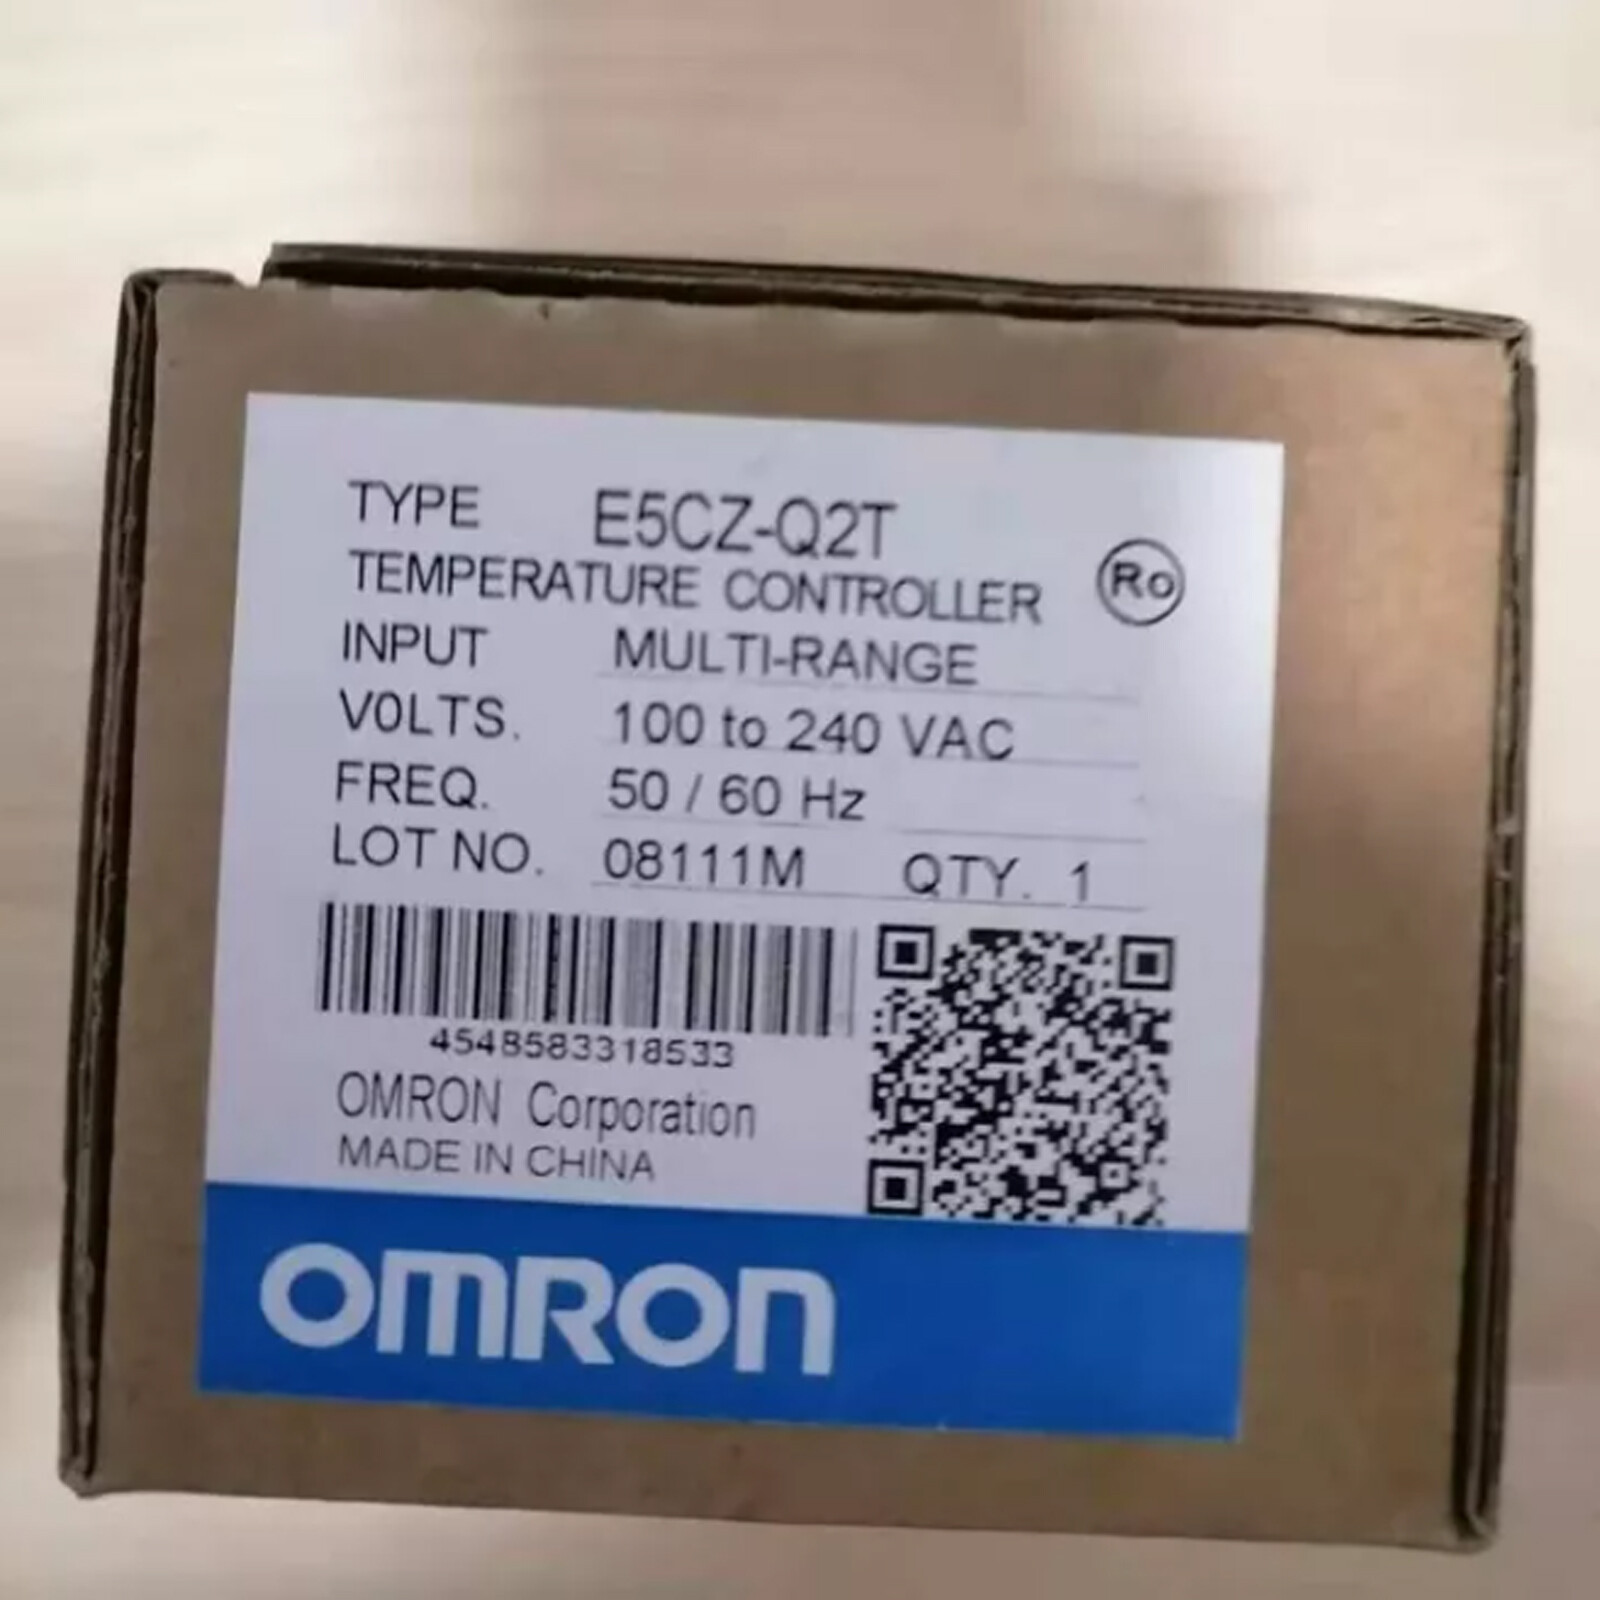 TYPE E5CZ-Q2T
TEMPERATURE CONTROLLER Ro
INPUT MULTI-RANGE
V0LTS. 100 to 240 VAC
FREQ. 50 / 60 Hz
LOT NO. 08111M QTY. 1
4548583318533
OMRON Corporation
MADE IN CHINA
OMRON